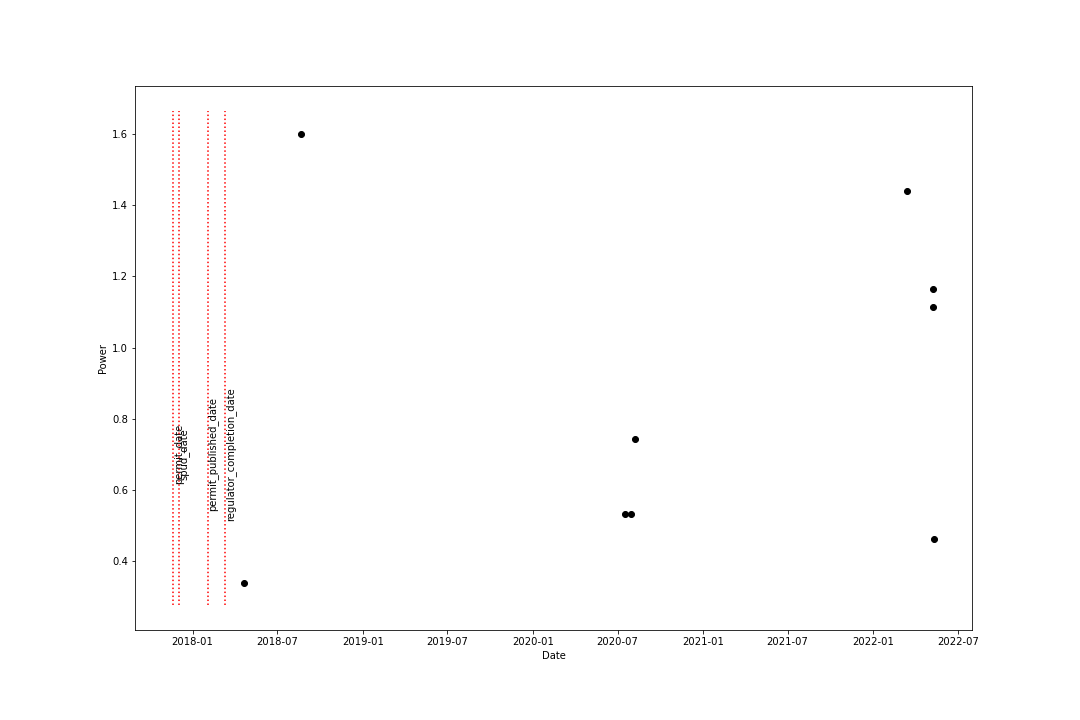 Power
1.6
1.4
1.2
1.0
0.8
0.6
0.4
permit_date
spud_date
permit_published_date
regulator_completion_date
2018-01 2018-07 2019-01 2019-07 2020-01 2020-07 2021-01 2021-07 2022-01 2022-07
Date